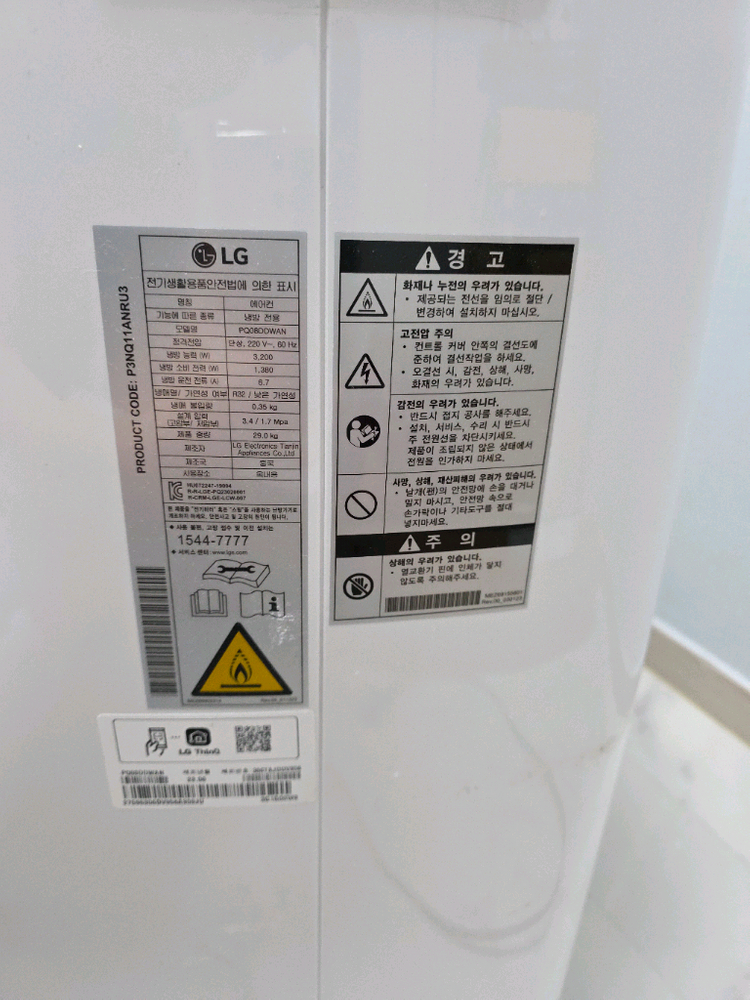 PRODUCT CODE: P3NQ11ANRU3
LG
전기생활용품안전법에 의한 표시
명칭 에어컨
기능에 따른 종류 냉방 전용
모델명 PQ08DDWAN
정격전압 단상, 220 V~, 60 Hz
냉방 능력 (W) 3,200
냉방 소비 전력 (W) 1,380
냉방 운전 전류 (A) 6.7
냉매명/ 가연성 여부 R32 / 낮은 가연성
냉매 봉입량 0.35 kg
설계 압력 (고압부/ 저압부) 3.4 / 1.7 Mpa
제품 중량 29.0 kg
제조자 LG Electronics Tianjin Appliances Co.,Ltd
제조국 중국
사용장소 옥내용
1544-7777
서비스 센터: www.lge.com
LG ThinQ
PQ08DDWAN
경 고
화재나 누전의 우려가 있습니다.
• 제공되는 전선을 임의로 절단 /
변경하여 설치하지 마십시오.
고전압 주의
• 컨트롤 커버 안쪽의 결선도에
준하여 결선작업을 하세요.
• 오결선 시, 감전, 상해, 사망,
화재의 우려가 있습니다.
감전의 우려가 있습니다.
• 반드시 접지 공사를 해주세요.
• 설치, 서비스, 수리 시 반드시
주 전원선을 차단시키세요.
제품이 조립되지 않은 상태에서
전원을 인가하지 마세요.
사망, 상해, 재산피해의 우려가 있습니다.
• 날개(팬)의 안전망에 손을 대거나
밀지 마시고, 안전망 속으로
손가락이나 기타도구를 절대
넣지마세요.
주 의
상해의 우려가 있습니다.
• 열교환기 핀에 인체가 닿지
않도록 주의해주세요.